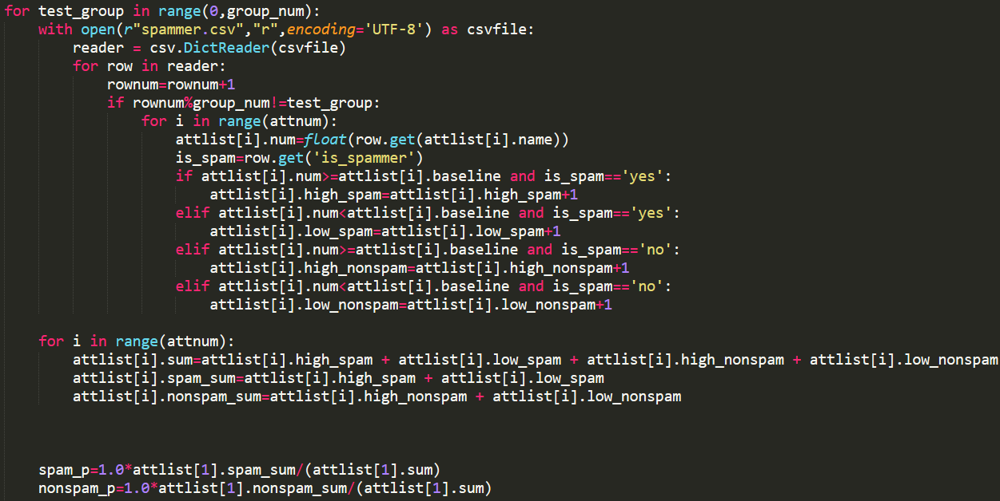 for test_group in range(0,group_num):
    with open(r"spammer.csv","r",encoding='UTF-8') as csvfile:
        reader = csv.DictReader(csvfile)
        for row in reader:
            rownum=rownum+1
            if rownum%group_num!=test_group:
                for i in range(attnum):
                    attlist[i].num=float(row.get(attlist[i].name))
                    is_spam=row.get('is_spammer')
                    if attlist[i].num>=attlist[i].baseline and is_spam=='yes':
                        attlist[i].high_spam=attlist[i].high_spam+1
                    elif attlist[i].num<attlist[i].baseline and is_spam=='yes':
                        attlist[i].low_spam=attlist[i].low_spam+1
                    elif attlist[i].num>=attlist[i].baseline and is_spam=='no':
                        attlist[i].high_nonspam=attlist[i].high_nonspam+1
                    elif attlist[i].num<attlist[i].baseline and is_spam=='no':
                        attlist[i].low_nonspam=attlist[i].low_nonspam+1
    for i in range(attnum):
        attlist[i].sum=attlist[i].high_spam + attlist[i].low_spam + attlist[i].high_nonspam + attlist[i].low_nonspam
        attlist[i].spam_sum=attlist[i].high_spam + attlist[i].low_spam
        attlist[i].nonspam_sum=attlist[i].high_nonspam + attlist[i].low_nonspam
    spam_p=1.0*attlist[1].spam_sum/(attlist[1].sum)
    nonspam_p=1.0*attlist[1].nonspam_sum/(attlist[1].sum)